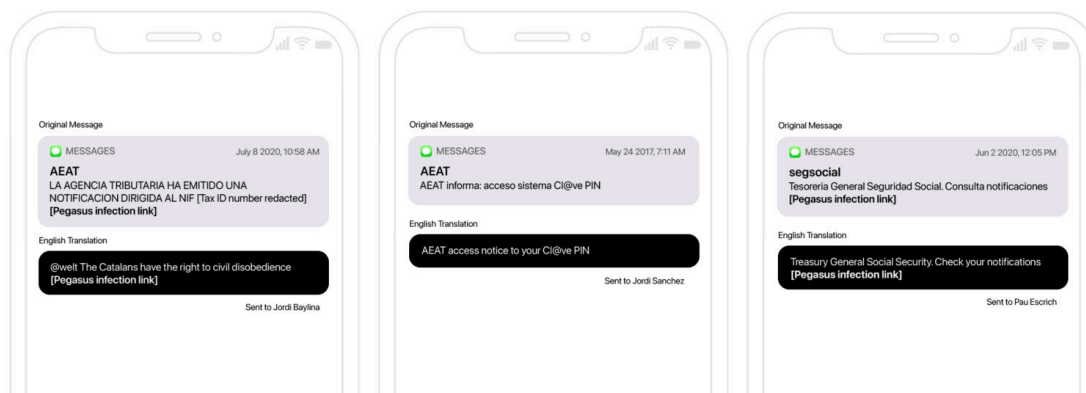 Original Message
MESSAGES July 8 2020, 10:58 AM
AEAT
LA AGENCIA TRIBUTARIA HA EMITIDO UNA
NOTIFICACION DIRIGIDA AL NIF [Tax ID number redacted]
[Pegasus infection link]
English Translation
@welt The Catalans have the right to civil disobedience
[Pegasus infection link]
Sent to Jordi Baylina
Original Message
MESSAGES May 24 2017, 7:11 AM
AEAT
AEAT informa: acceso sistema Cl@ve PIN
English Translation
AEAT access notice to your Cl@ve PIN
Sent to Jordi Sanchez
Original Message
MESSAGES Jun 2 2020, 12:05 PM
segsocial
Tesoreria General Seguridad Social. Consulta notificaciones
[Pegasus infection link]
English Translation
Treasury General Social Security. Check your notifications
[Pegasus infection link]
Sent to Pau Escrich